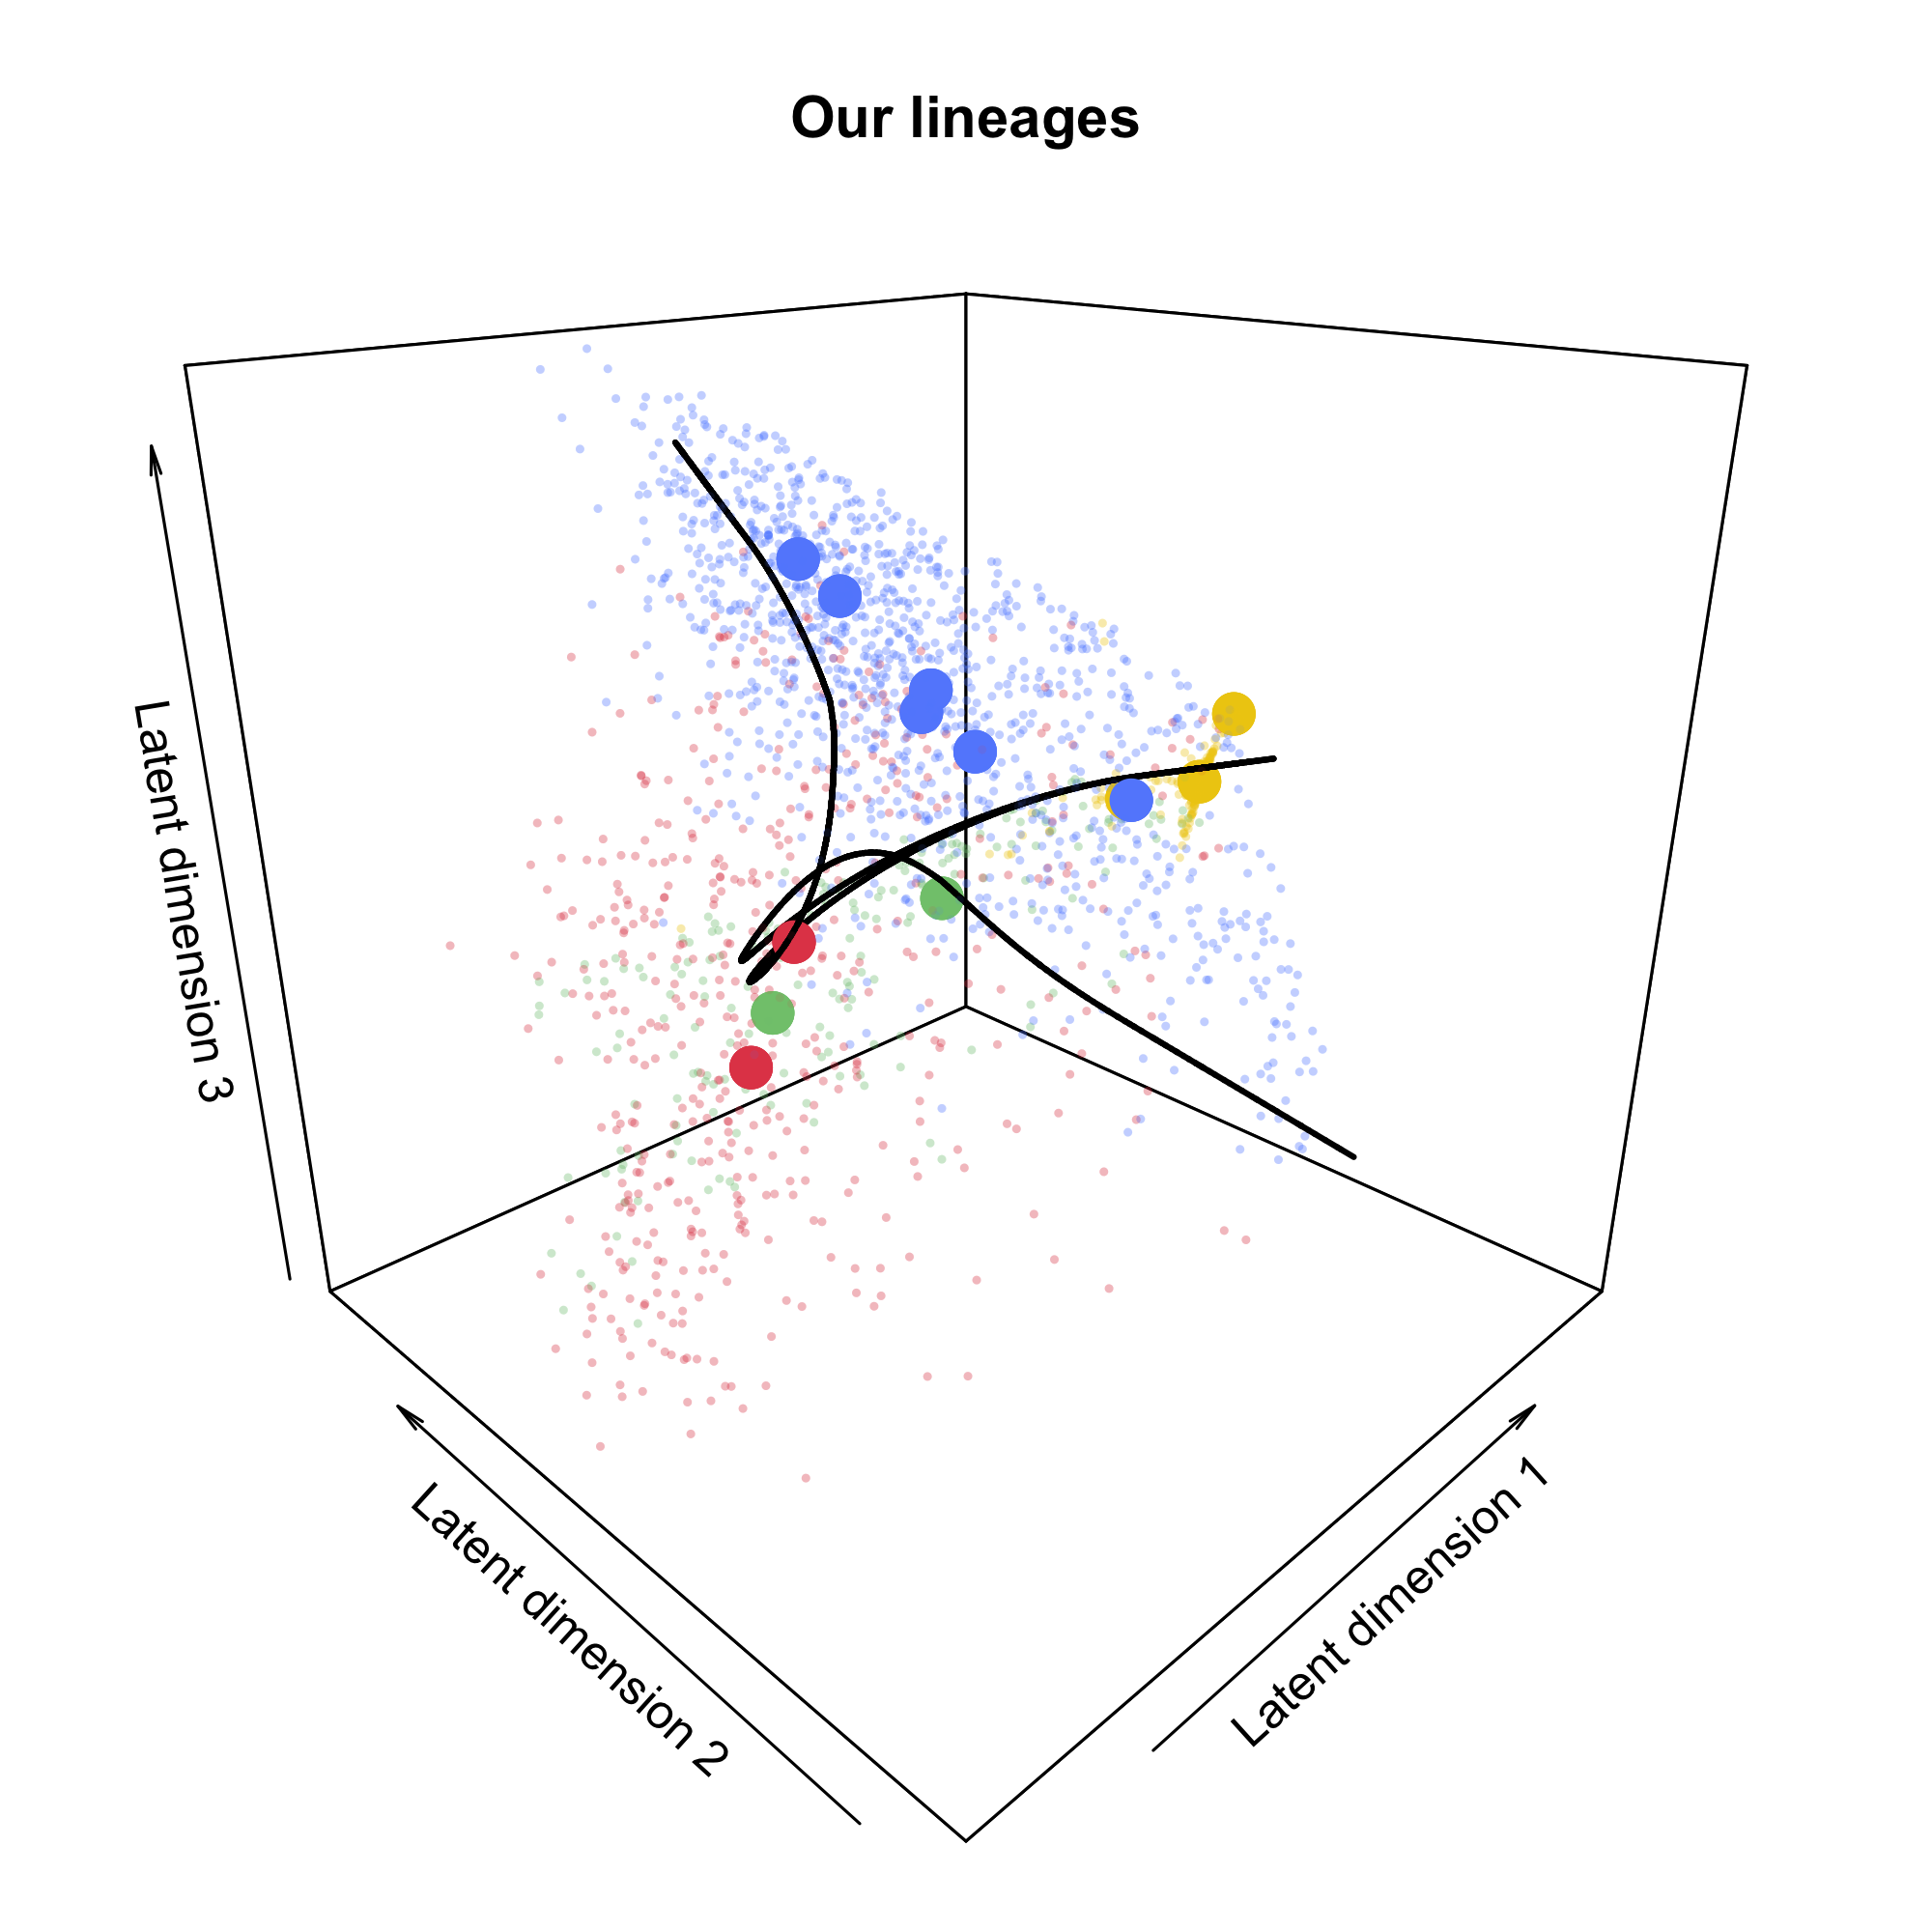 Our lineages
Latent dimension 3
Latent dimension 2
Latent dimension 1